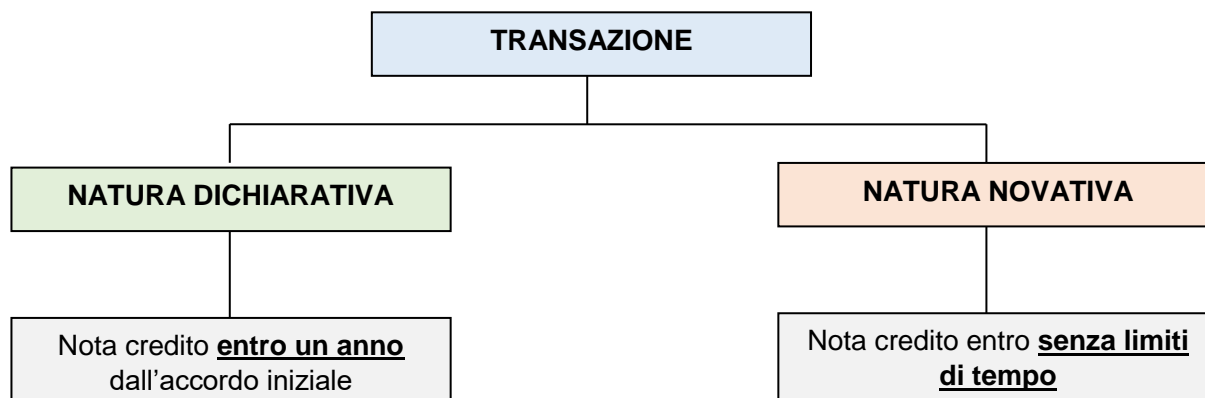 TRANSAZIONE
NATURA DICHIARATIVA
NATURA NOVATIVA
Nota credito entro un anno
dall’accordo iniziale
Nota credito entro senza limiti
di tempo